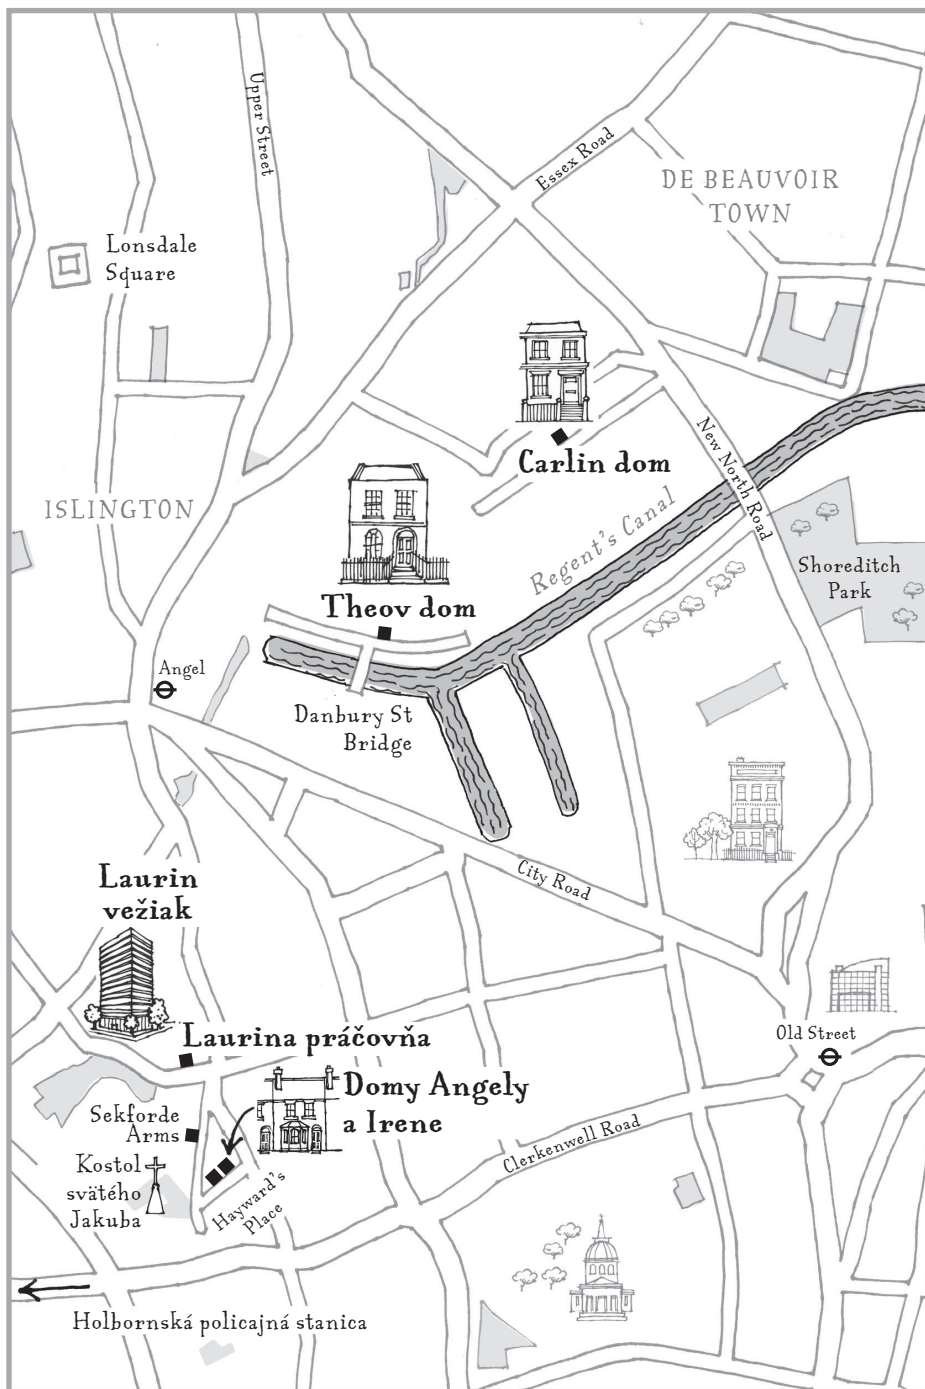 Upper Street
Essex Road
DE BEAUVOIR
TOWN
Lonsdale
Square
Carlin dom
New North Road
ISLINGTON
Regent's Canal
Shoreditch
Park
Theov dom
Angel
Danbury St
Bridge
City Road
Laurin
vežiak
Old Street
Laurina práčovňa
Domy Angely
a Irene
Sekforde
Arms
Clerkenwell Road
Kostol
svätého
Jakuba
Hayward's
Place
Holbornská policajná stanica